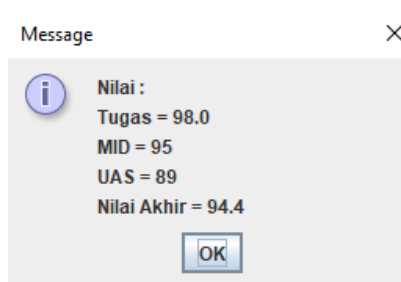 Message
Nilai :
Tugas = 98.0
MID = 95
UAS = 89
Nilai Akhir = 94.4
OK